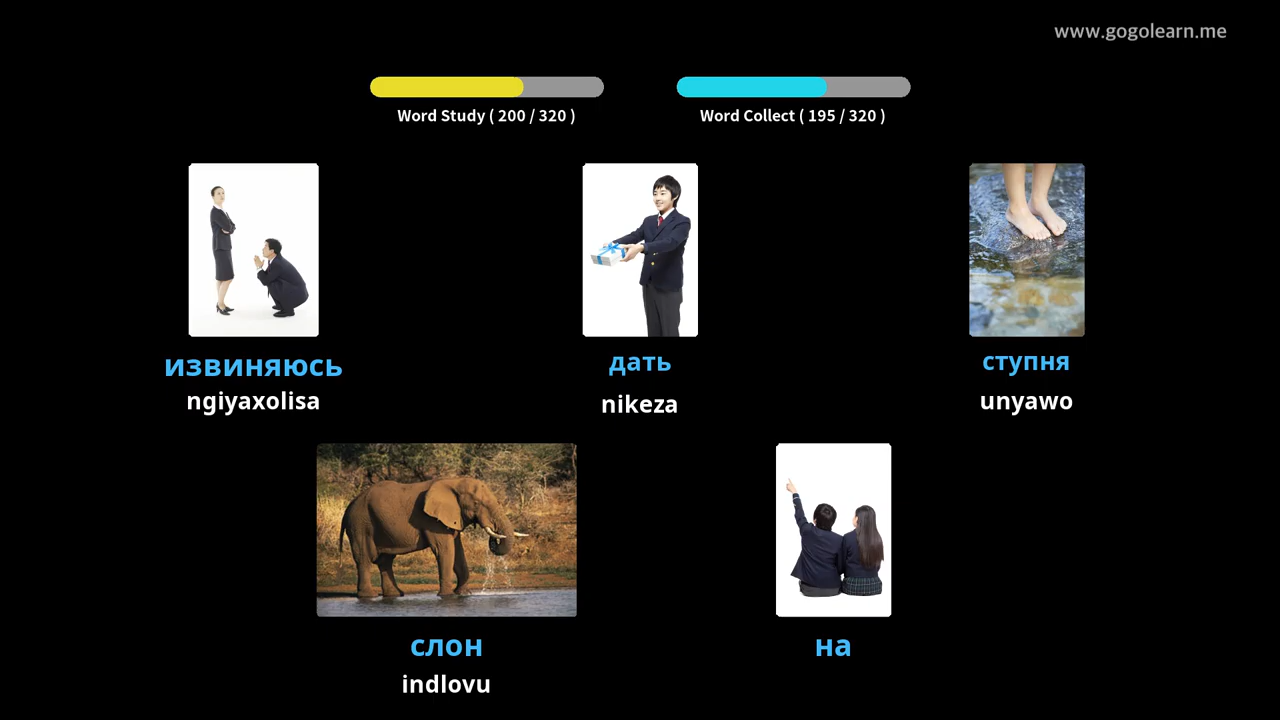 www.gogolearn.me
Word Study ( 200 / 320 )
Word Collect ( 195 / 320 )
извиняюсь
ngiyaxolisa
дать
nikeza
ступня
unyawo
слон
indlovu
на